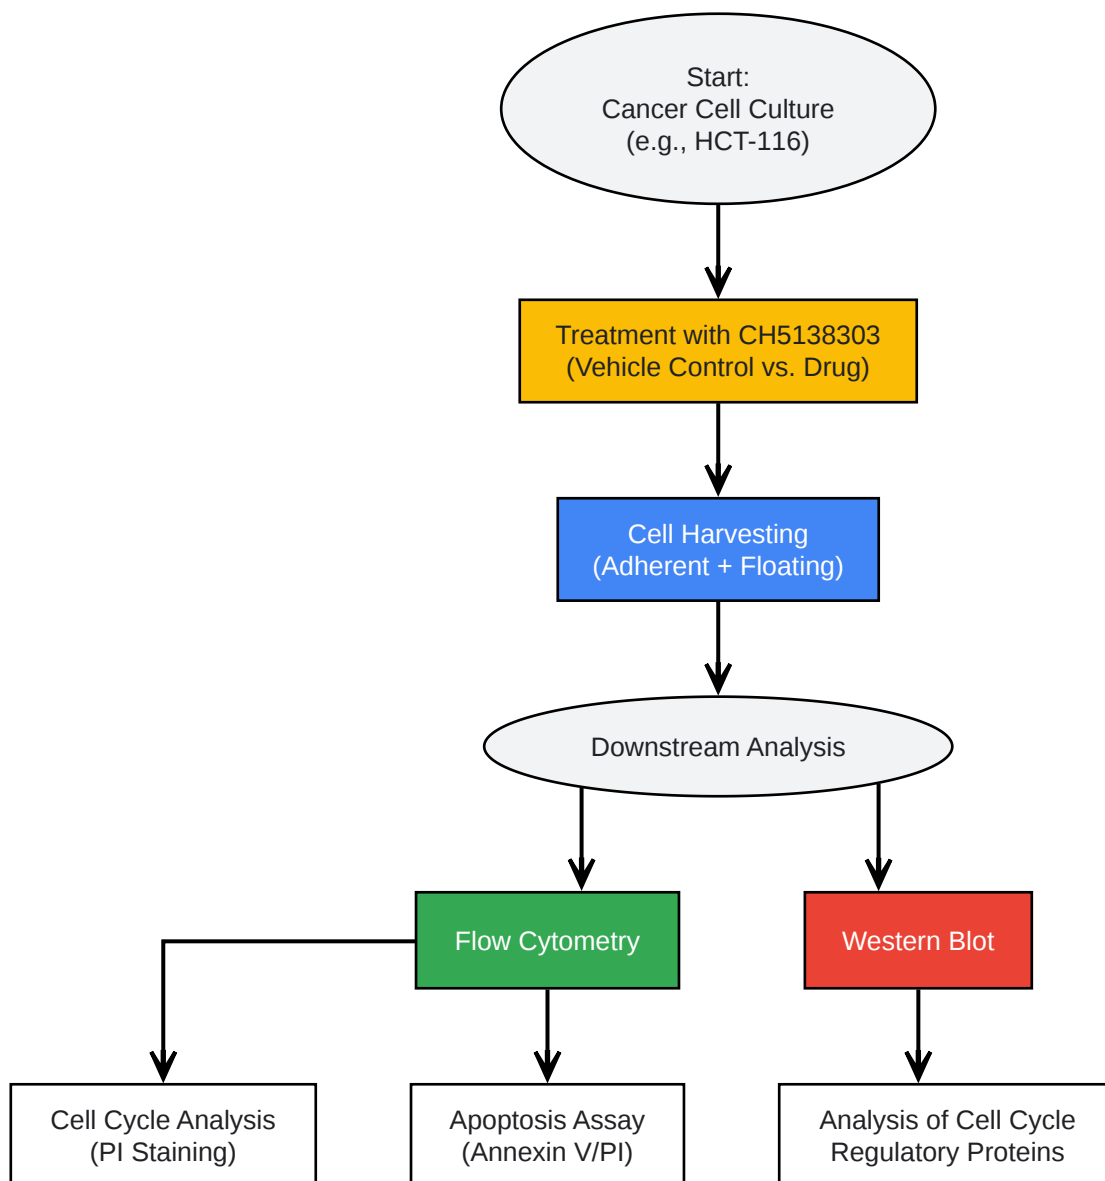 Start:
Cancer Cell Culture
(e.g., HCT-116)
Treatment with CH5138303
(Vehicle Control vs. Drug)
Cell Harvesting
(Adherent + Floating)
Downstream Analysis
Flow Cytometry
Western Blot
Cell Cycle Analysis
(PI Staining)
Apoptosis Assay
(Annexin V/PI)
Analysis of Cell Cycle
Regulatory Proteins